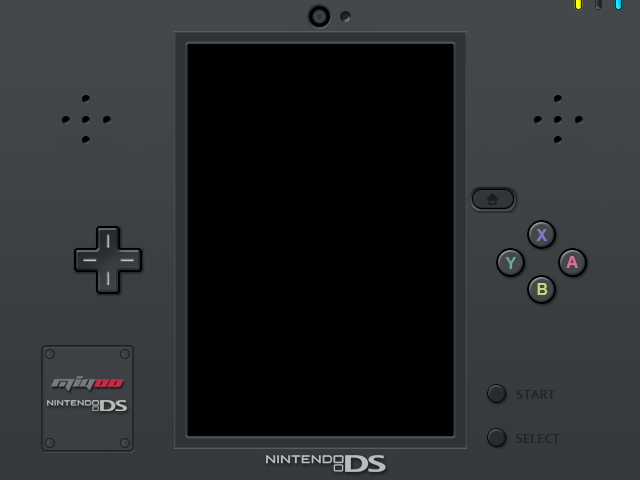 X
Y A
B
miyoo
NINTENDO DS
START
SELECT
NINTENDO DS